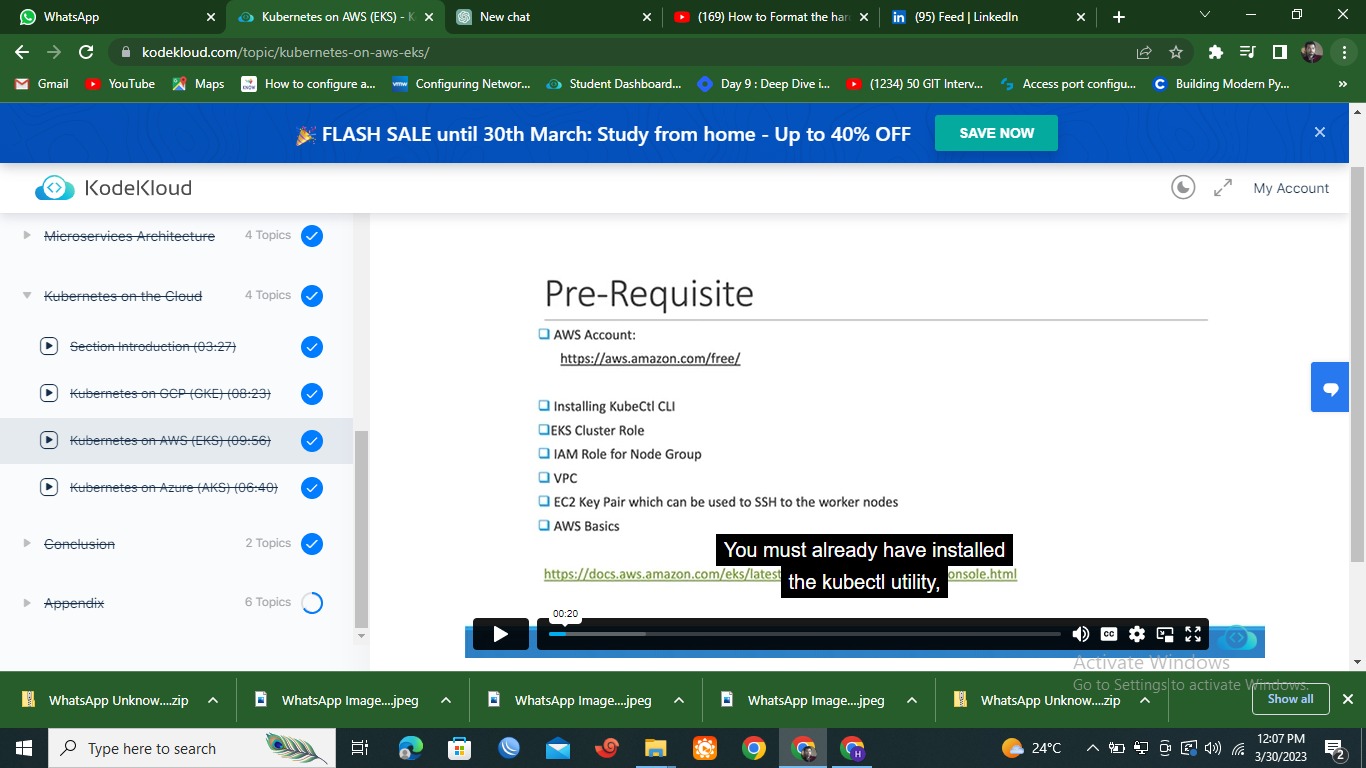 WhatsApp
Kubernetes on AWS (EKS) - K
New chat
(169) How to Format the har
(95) Feed | LinkedIn
kodekloud.com/topic/kubernetes-on-aws-eks/
Gmail
YouTube
Maps
How to configure a...
Configuring Networ...
Student Dashboard...
Day 9 : Deep Dive i...
(1234) 50 GIT Interv...
Access port configu...
Building Modern Py...
»
FLASH SALE until 30th March: Study from home - Up to 40% OFF
SAVE NOW
KodeKloud
My Account
Microservices Architecture 4 Topics
Kubernetes on the Cloud 4 Topics
Section Introduction (03:27)
Kubernetes on GCP (GKE) (08:23)
Kubernetes on AWS (EKS) (09:56)
Kubernetes on Azure (AKS) (06:40)
Conclusion 2 Topics
Appendix 6 Topics
Pre-Requisite
AWS Account:
https://aws.amazon.com/free/
Installing KubeCtl CLI
EKS Cluster Role
IAM Role for Node Group
VPC
EC2 Key Pair which can be used to SSH to the worker nodes
AWS Basics
https://docs.aws.amazon.com/eks/latest
onsole.html
You must already have installed
the kubectl utility,
00:20
CC
Activate Windows
Go to Settings to activate Windows.
WhatsApp Unknow....zip
WhatsApp Image....jpeg
WhatsApp Image....jpeg
WhatsApp Image....jpeg
WhatsApp Unknow....zip
Show all
Type here to search
H
24°C
12:07 PM
3/30/2023
2